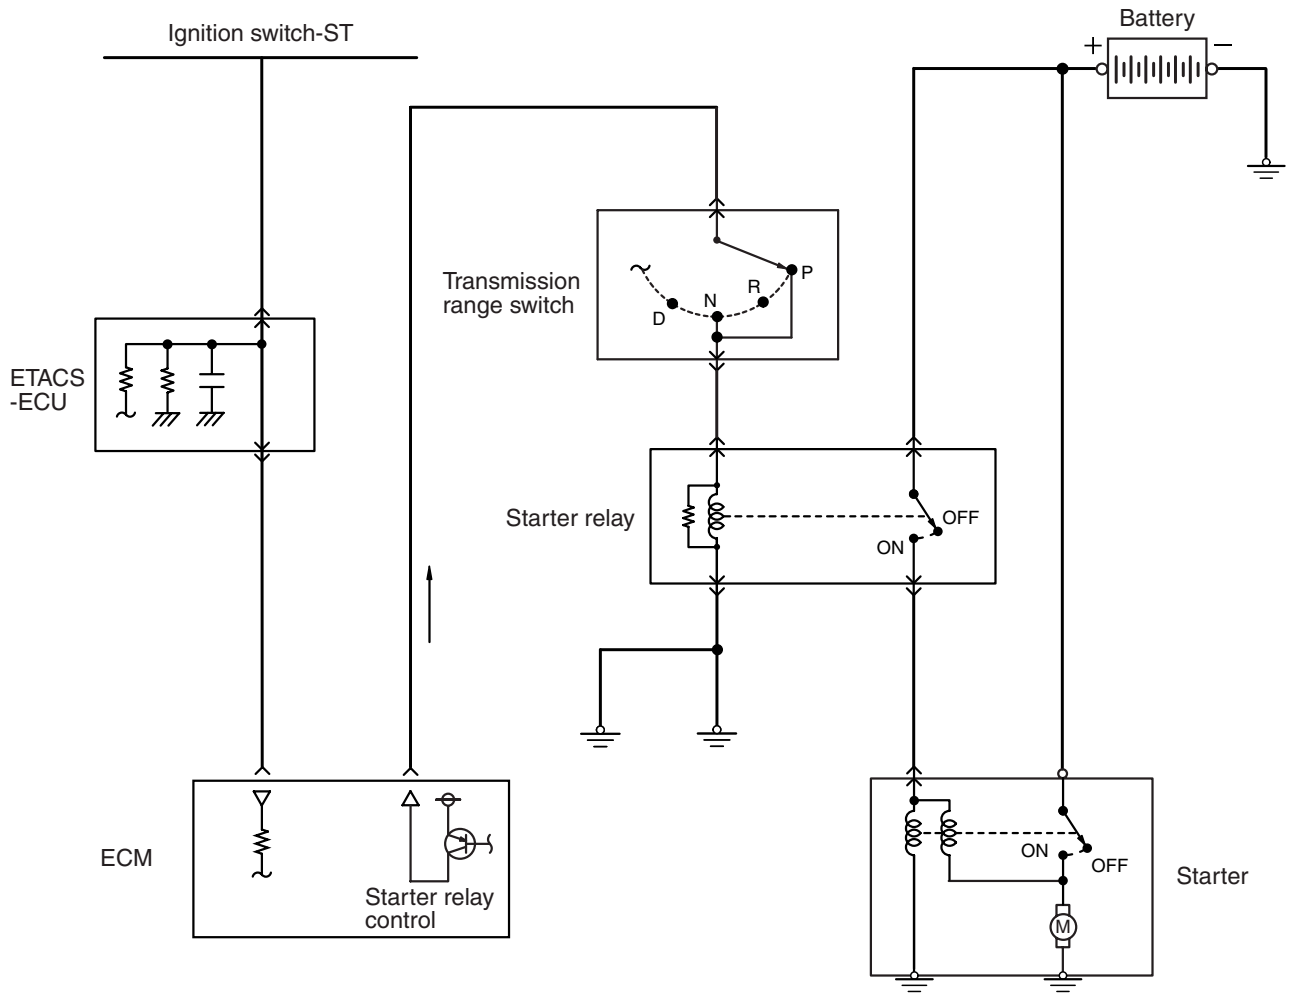 Ignition switch-ST
Battery
+
−
Transmission
range switch
P
R
N
D
ETACS
-ECU
Starter relay
OFF
ON
ECM
Starter relay
control
ON
OFF
Starter
M